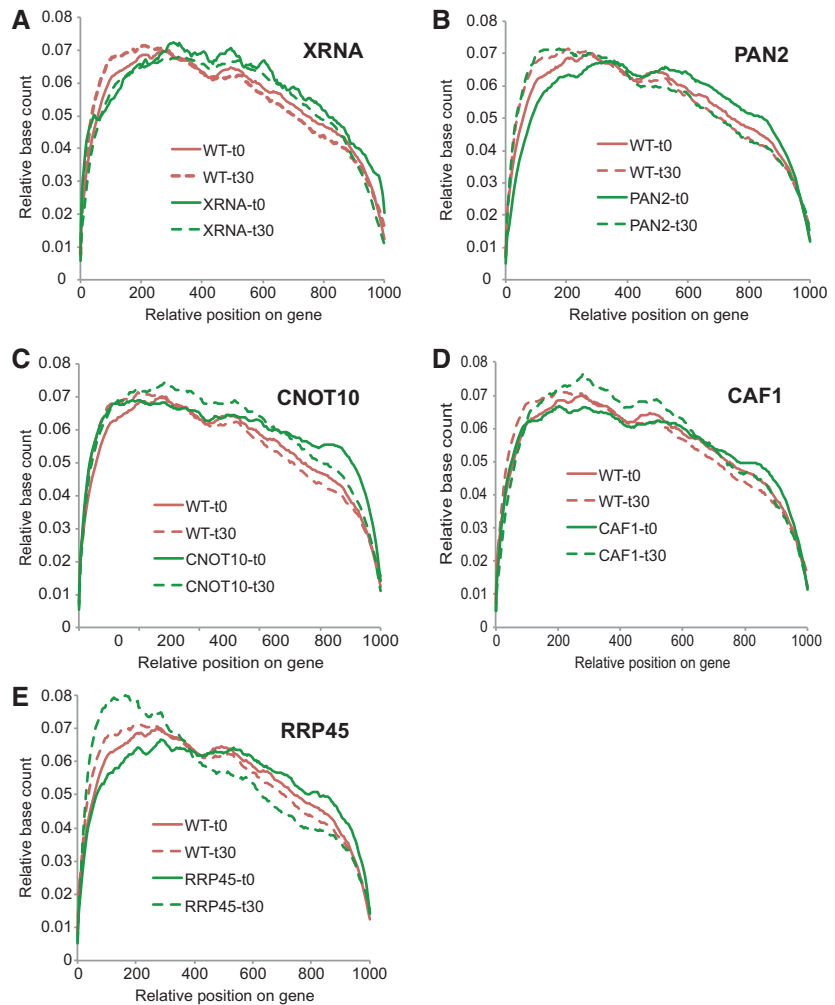 A
XRNA
0.08
0.07
0.06
0.05
0.04
0.03
0.02
0.01
0
Relative base count
WT-t0
WT-t30
XRNA-t0
XRNA-t30
0 200 400 600 800 1000
Relative position on gene
B
PAN2
0.08
0.07
0.06
0.05
0.04
0.03
0.02
0.01
0
Relative base count
WT-t0
WT-t30
PAN2-t0
PAN2-t30
0 200 400 600 800 1000
Relative position on gene
C
CNOT10
0.08
0.07
0.06
0.05
0.04
0.03
0.02
0.01
0
Relative base count
WT-t0
WT-t30
CNOT10-t0
CNOT10-t30
0 200 400 600 800 1000
Relative position on gene
D
CAF1
0.08
0.07
0.06
0.05
0.04
0.03
0.02
0.01
0
Relative base count
WT-t0
WT-t30
CAF1-t0
CAF1-t30
0 200 400 600 800 1000
Relative position on gene
E
RRP45
0.08
0.07
0.06
0.05
0.04
0.03
0.02
0.01
0
Relative base count
WT-t0
WT-t30
RRP45-t0
RRP45-t30
0 200 400 600 800 1000
Relative position on gene